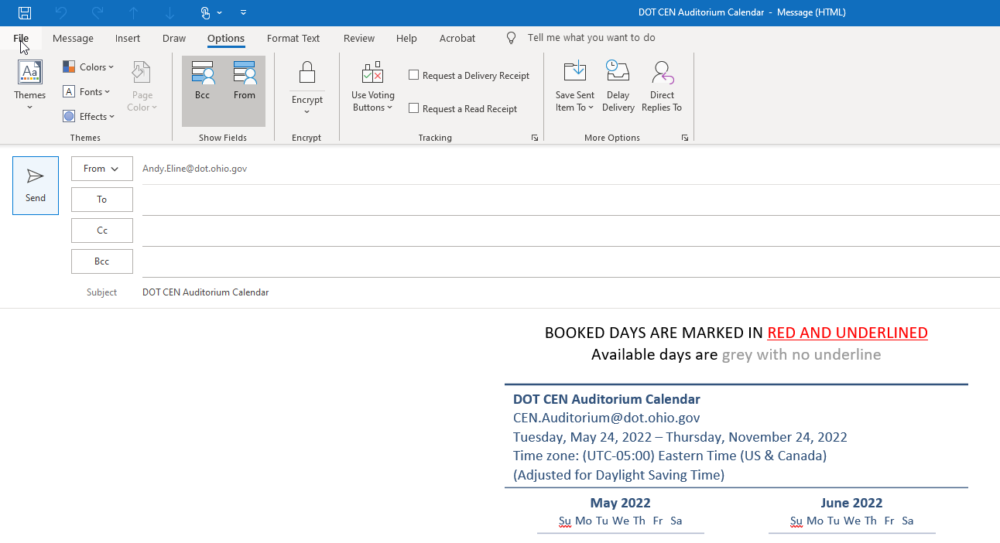 DOT CEN Auditorium Calendar - Message (HTML)
File Message Insert Draw Options Format Text Review Help Acrobat Tell me what you want to do
Themes
Colors
Fonts
Effects
Page
Color
Themes
Bcc From
Show Fields
Encrypt
Encrypt
Use Voting
Buttons
Request a Delivery Receipt
Request a Read Receipt
Tracking
Save Sent
Item To
Delay
Delivery
Direct
Replies To
More Options
Send
From Andy.Eline@dot.ohio.gov
To
Cc
Bcc
Subject DOT CEN Auditorium Calendar
BOOKED DAYS ARE MARKED IN RED AND UNDERLINED
Available days are grey with no underline
DOT CEN Auditorium Calendar
CEN.Auditorium@dot.ohio.gov
Tuesday, May 24, 2022 – Thursday, November 24, 2022
Time zone: (UTC-05:00) Eastern Time (US & Canada)
(Adjusted for Daylight Saving Time)
May 2022 June 2022
Su Mo Tu We Th Fr Sa Su Mo Tu We Th Fr Sa